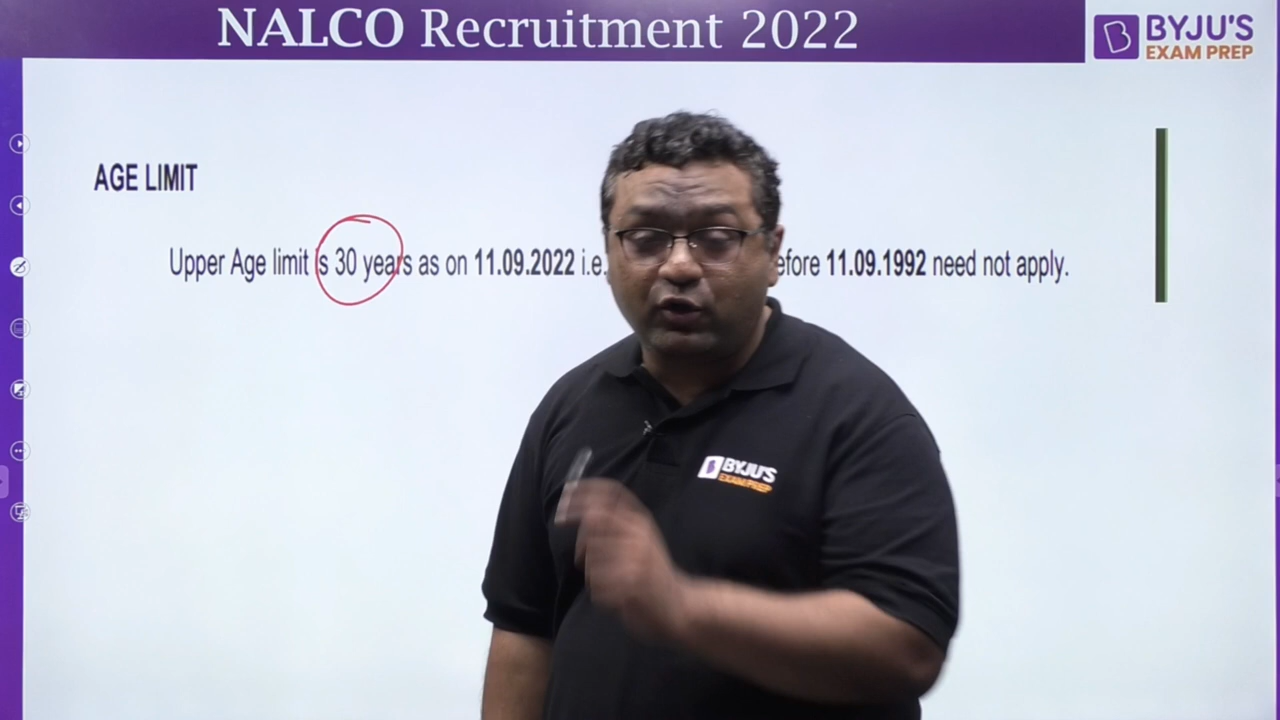 NALCO Recruitment 2022
BYJU'S
EXAM PREP
AGE LIMIT
Upper Age limit is 30 years as on 11.09.2022 i.e. 11.09.1992 need not apply.
BYJU'S
EXAM PREP